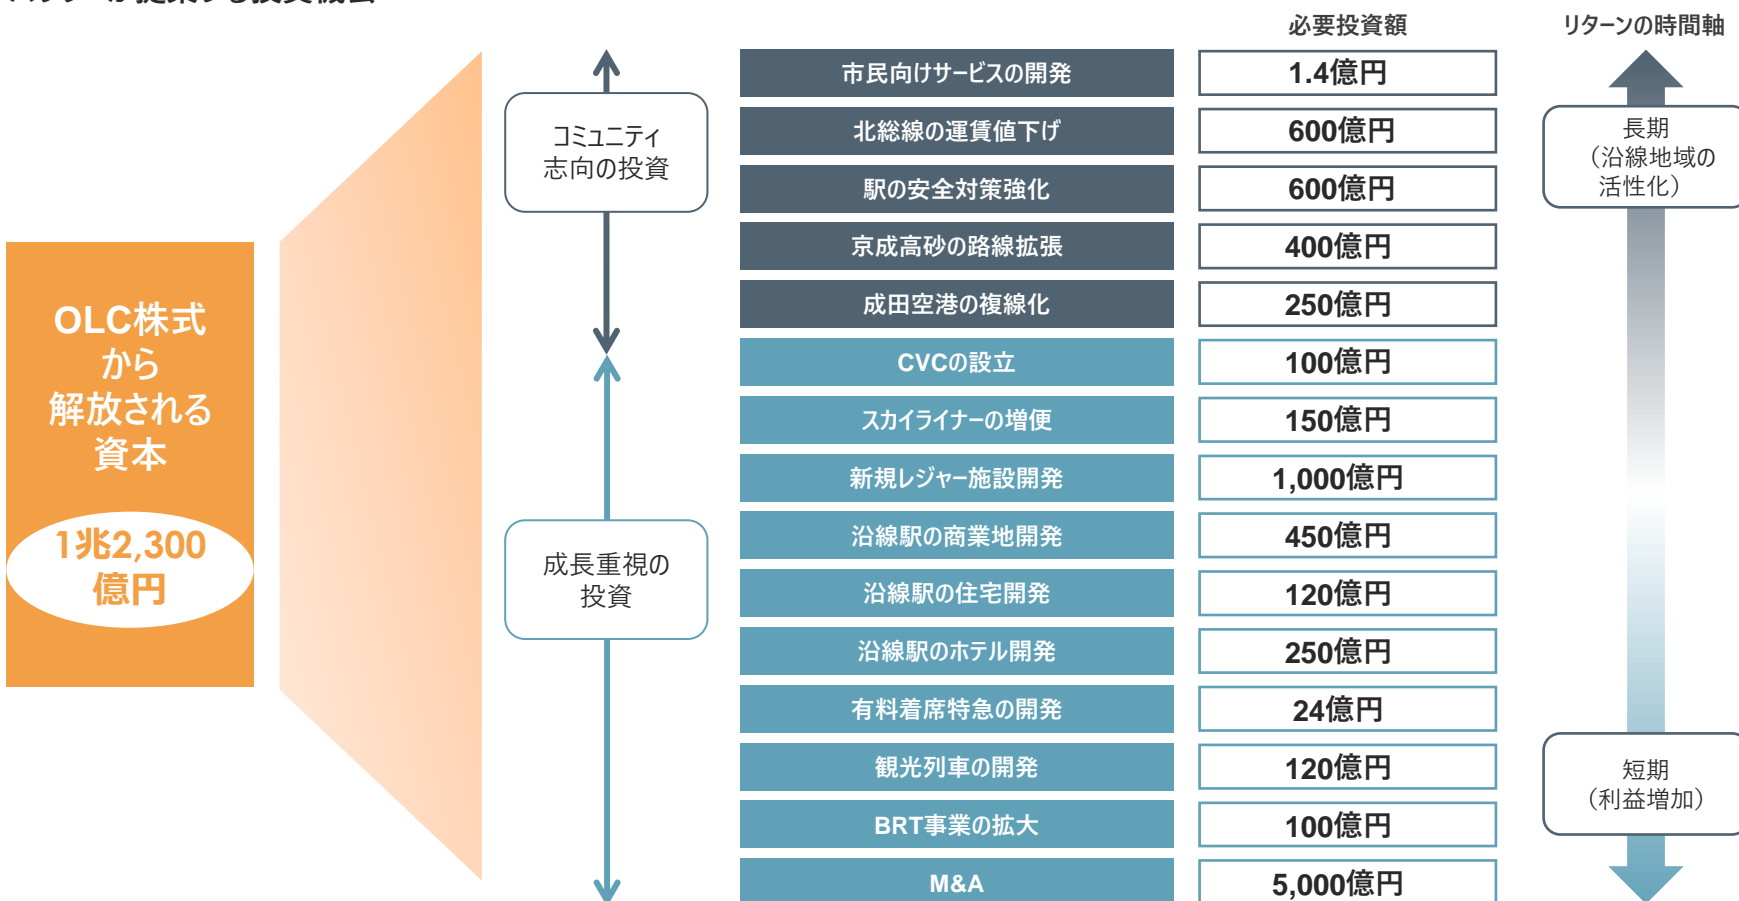 必要投資額
リターンの時間軸
OLC株式
から
解放される
資本
1兆2,300
億円
コミュニティ
志向の投資
成長重視の
投資
市民向けサービスの開発
1.4億円
北総線の運賃値下げ
600億円
駅の安全対策強化
600億円
京成高砂の路線拡張
400億円
成田空港の複線化
250億円
CVCの設立
100億円
スカイライナーの増便
150億円
新規レジャー施設開発
1,000億円
沿線駅の商業地開発
450億円
沿線駅の住宅開発
120億円
沿線駅のホテル開発
250億円
有料着席特急の開発
24億円
観光列車の開発
120億円
BRT事業の拡大
100億円
M&A
5,000億円
長期
（沿線地域の
活性化）
短期
（利益増加）